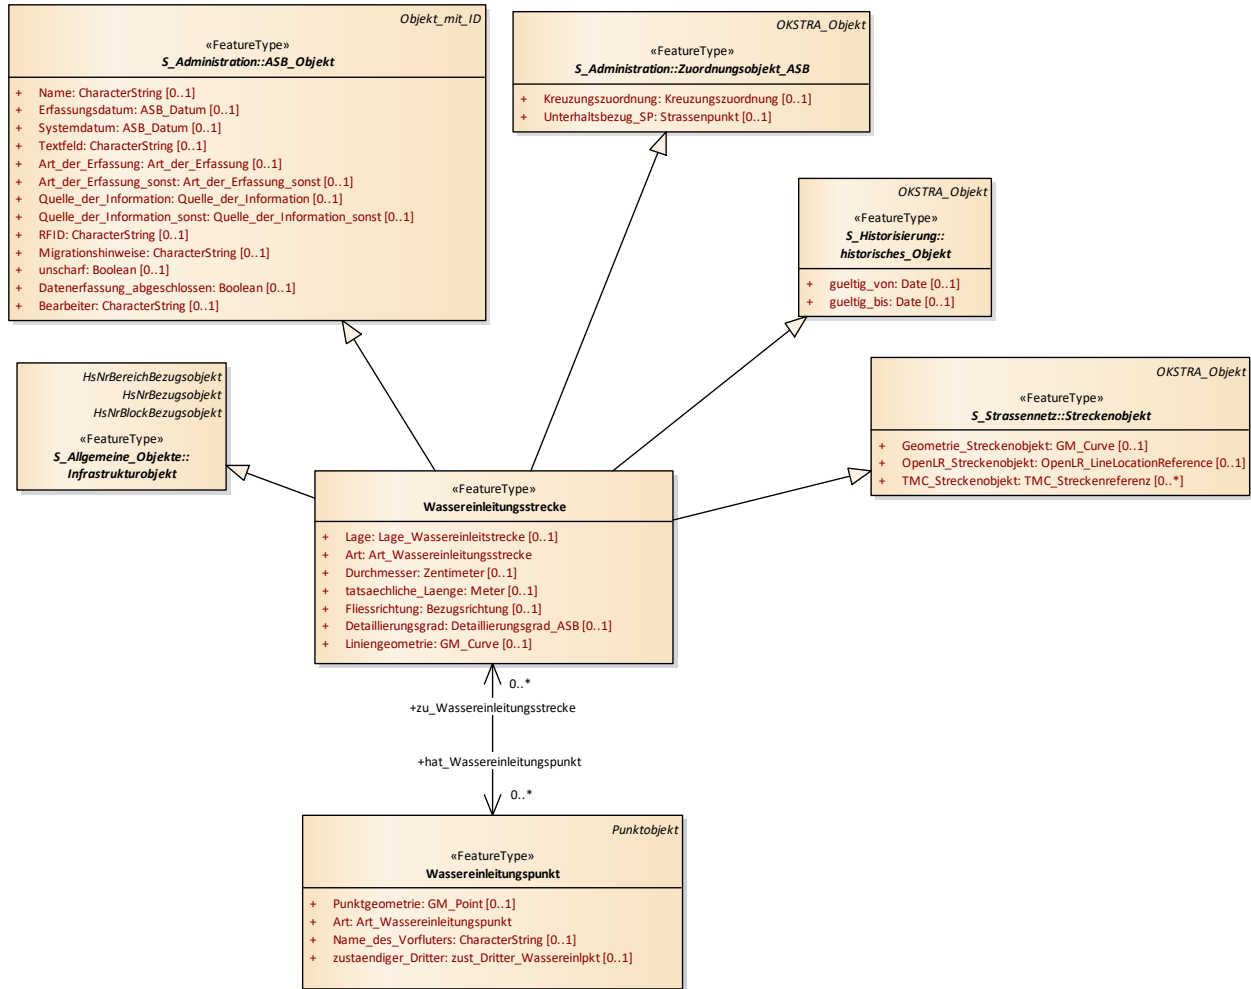 Objekt_mit_ID
«FeatureType»
S_Administration::ASB_Objekt
+ Name: CharacterString [0..1]
+ Erfassungsdatum: ASB_Datum [0..1]
+ Systemdatum: ASB_Datum [0..1]
+ Textfeld: CharacterString [0..1]
+ Art_der_Erfassung: Art_der_Erfassung [0..1]
+ Art_der_Erfassung_sonst: Art_der_Erfassung_sonst [0..1]
+ Quelle_der_Information: Quelle_der_Information [0..1]
+ Quelle_der_Information_sonst: Quelle_der_Information_sonst [0..1]
+ RFID: CharacterString [0..1]
+ Migrationshinweise: CharacterString [0..1]
+ unscharf: Boolean [0..1]
+ Datenerfassung_abgeschlossen: Boolean [0..1]
+ Bearbeiter: CharacterString [0..1]
OKSTRA_Objekt
«FeatureType»
S_Administration::Zuordnungsobjekt_ASB
+ Kreuzungszuordnung: Kreuzungszuordnung [0..1]
+ Unterhaltsbezug_SP: Strassenpunkt [0..1]
OKSTRA_Objekt
«FeatureType»
S_Historisierung::
historisches_Objekt
+ gueltig_von: Date [0..1]
+ gueltig_bis: Date [0..1]
HsNrBereichBezugsobjekt
HsNrBezugsobjekt
HsNrBlockBezugsobjekt
«FeatureType»
S_Allgemeine_Objekte::
Infrastrukturobjekt
OKSTRA_Objekt
«FeatureType»
S_Strassennetz::Streckenobjekt
+ Geometrie_Streckenobjekt: GM_Curve [0..1]
+ OpenLR_Streckenobjekt: OpenLR_LineLocationReference [0..1]
+ TMC_Streckenobjekt: TMC_Streckenreferenz [0..*]
«FeatureType»
Wassereinleitungsstrecke
+ Lage: Lage_Wassereinleitstrecke [0..1]
+ Art: Art_Wassereinleitungsstrecke
+ Durchmesser: Zentimeter [0..1]
+ tatsaechliche_Laenge: Meter [0..1]
+ Fliessrichtung: Bezugsrichtung [0..1]
+ Detaillierungsgrad: Detaillierungsgrad_ASB [0..1]
+ Liniengeometrie: GM_Curve [0..1]
0..*
+zu_Wassereinleitungsstrecke
+hat_Wassereinleitungspunkt
0..*
Punktobjekt
«FeatureType»
Wassereinleitungspunkt
+ Punktgeometrie: GM_Point [0..1]
+ Art: Art_Wassereinleitungspunkt
+ Name_des_Vorfluters: CharacterString [0..1]
+ zustaendiger_Dritter: zust_Dritter_Wassereinlpkt [0..1]